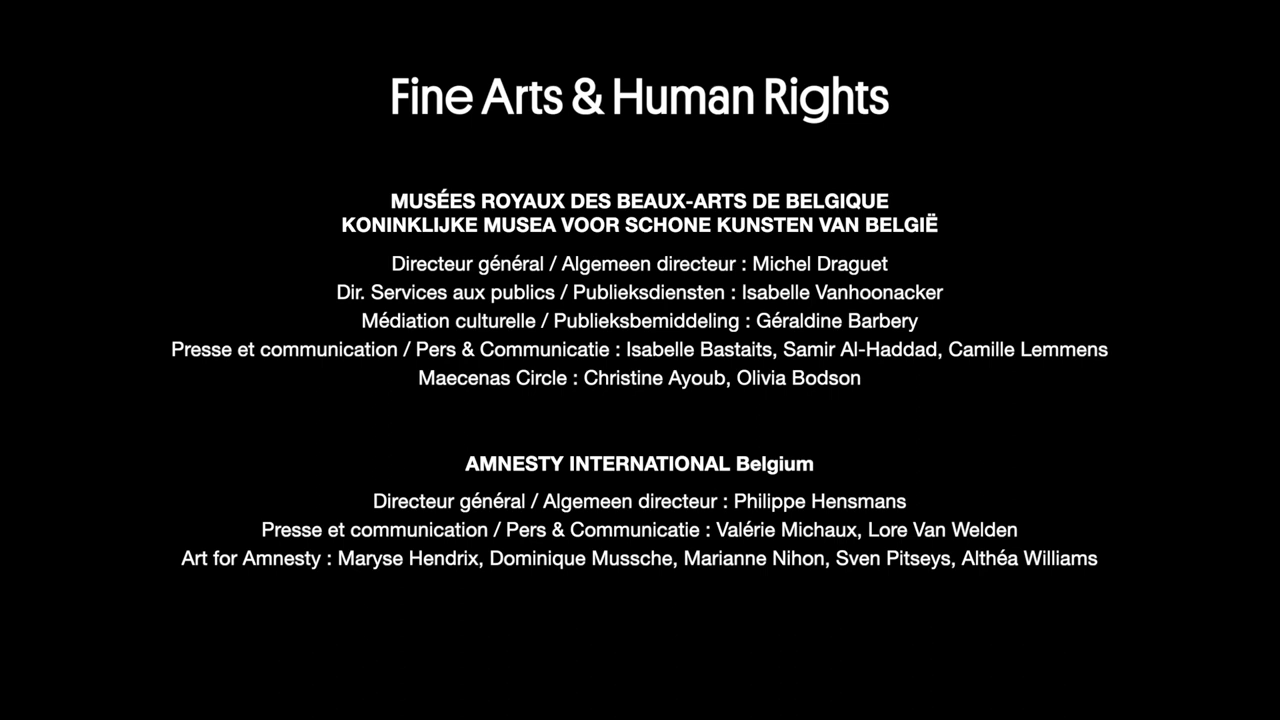 Fine Arts & Human Rights
MUSÉES ROYAUX DES BEAUX-ARTS DE BELGIQUE
KONINKLIJKE MUSEA VOOR SCHONE KUNSTEN VAN BELGIË
Directeur général / Algemeen directeur : Michel Draguet
Dir. Services aux publics / Publieksdiensten : Isabelle Vanhoonacker
Médiation culturelle / Publieksbemiddeling : Géraldine Barbery
Presse et communication / Pers & Communicatie : Isabelle Bastaits, Samir Al-Haddad, Camille Lemmens
Maecenas Circle : Christine Ayoub, Olivia Bodson
AMNESTY INTERNATIONAL Belgium
Directeur général / Algemeen directeur : Philippe Hensmans
Presse et communication / Pers & Communicatie : Valérie Michaux, Lore Van Welden
Art for Amnesty : Maryse Hendrix, Dominique Mussche, Marianne Nihon, Sven Pitseys, Althéa Williams